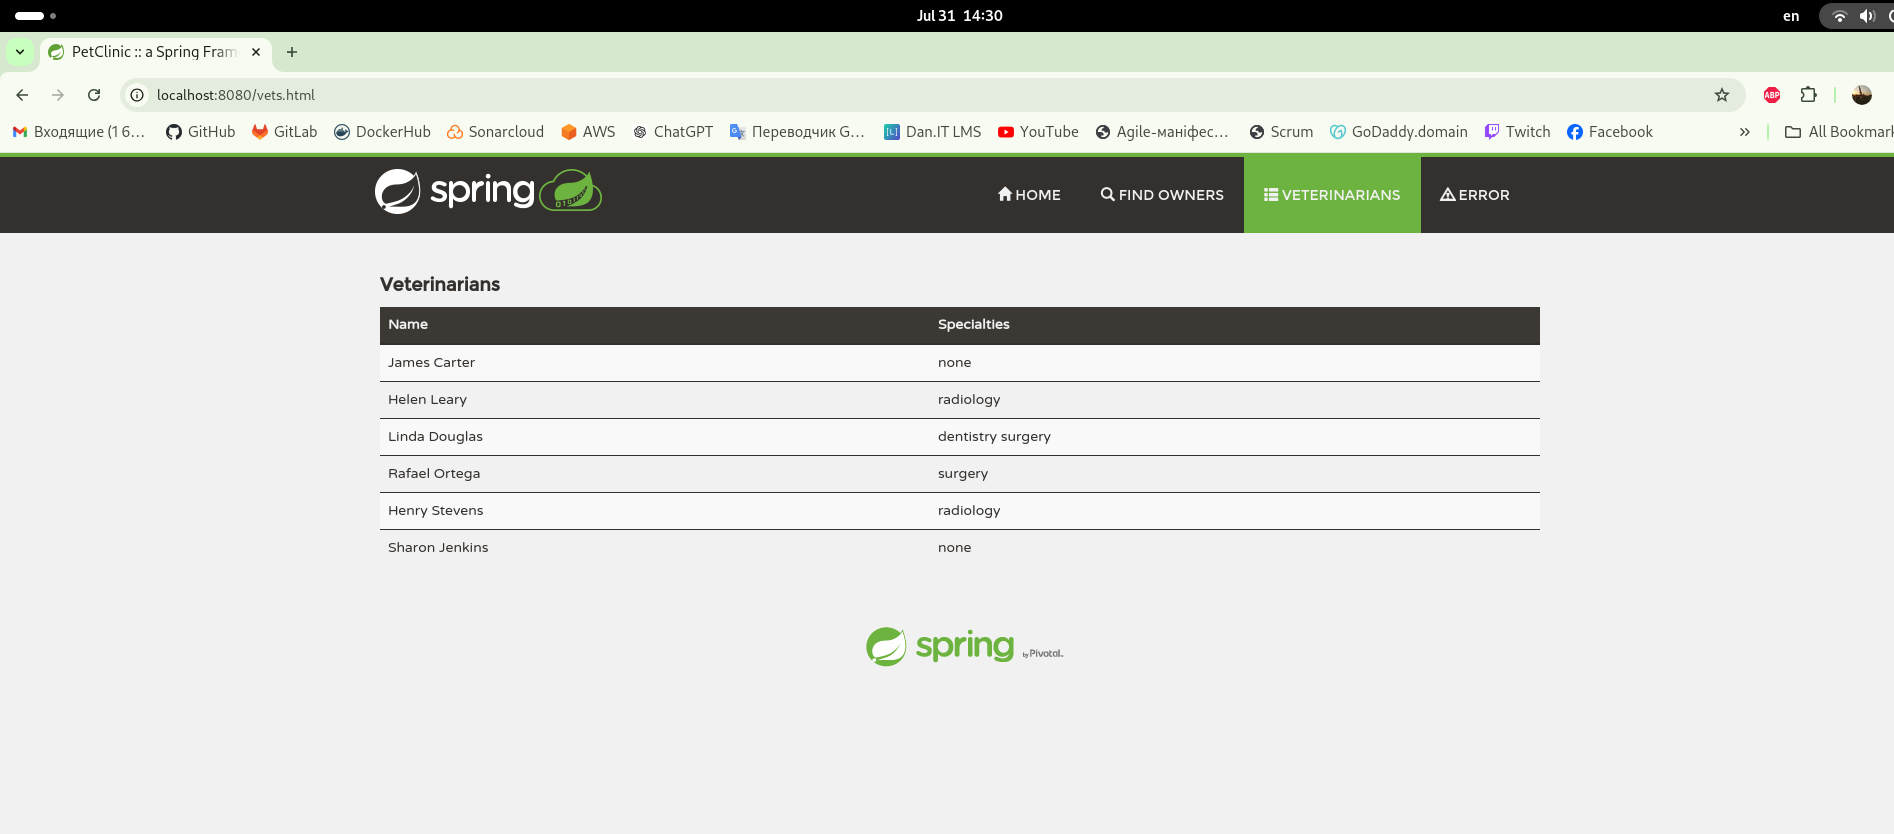 Jul 31 14:30
en
PetClinic :: a Spring Fram
localhost:8080/vets.html
ABP
Входящие (1 6… GitHub GitLab DockerHub Sonarcloud AWS ChatGPT Переводчик G… Dan.IT LMS YouTube Agile-маніфес… Scrum GoDaddy.domain Twitch Facebook » All Bookmark
spring HOME FIND OWNERS VETERINARIANS ERROR
Veterinarians
Name Specialties
James Carter none
Helen Leary radiology
Linda Douglas dentistry surgery
Rafael Ortega surgery
Henry Stevens radiology
Sharon Jenkins none
spring by Pivotal